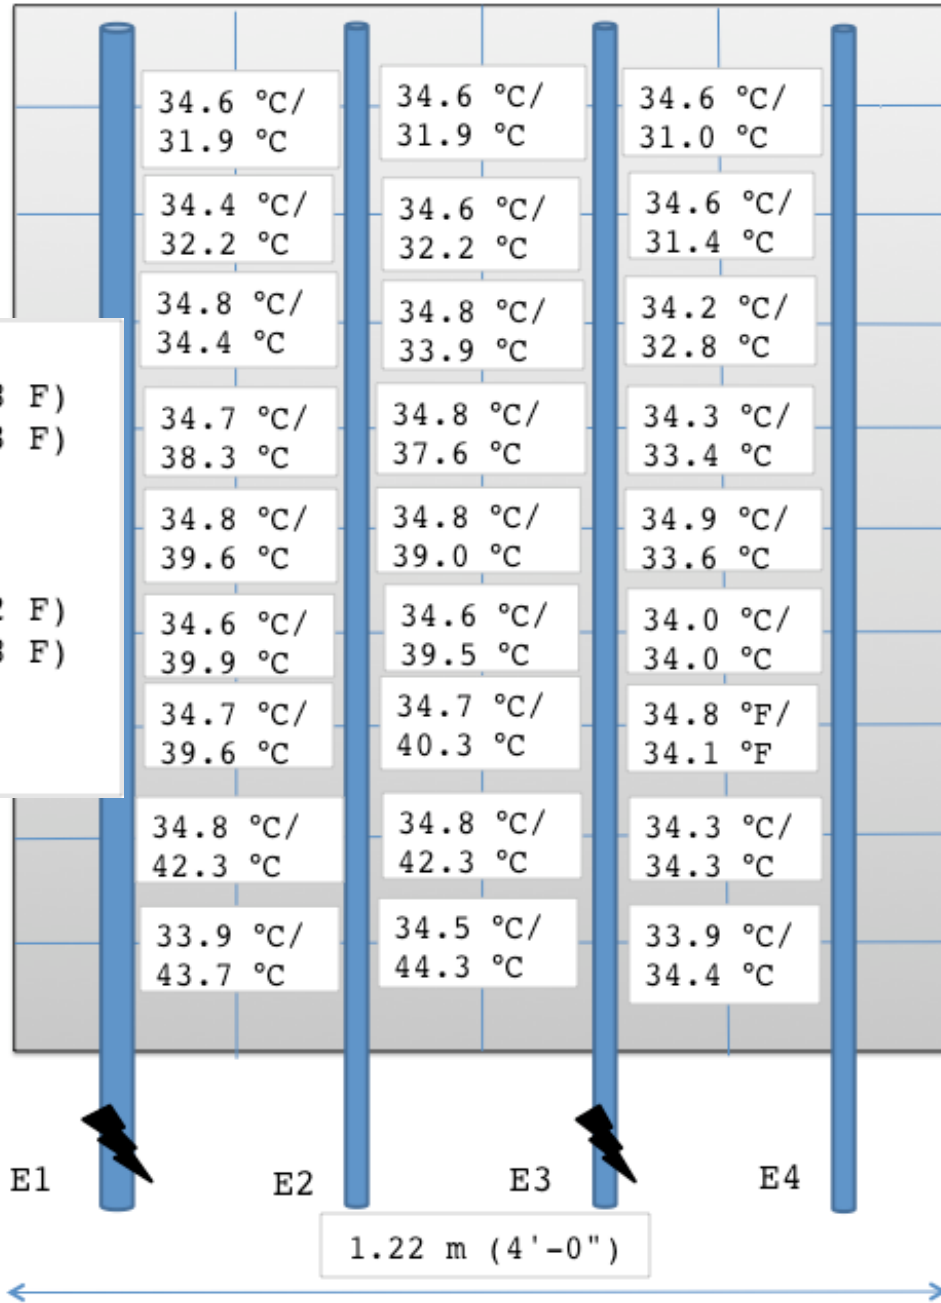 34.6 °C/
31.9 °C
34.6 °C/
31.9 °C
34.6 °C/
31.0 °C
34.4 °C/
32.2 °C
34.6 °C/
32.2 °C
34.6 °C/
31.4 °C
34.8 °C/
34.4 °C
34.8 °C/
33.9 °C
34.2 °C/
32.8 °C
F)
F)
34.7 °C/
38.3 °C
34.8 °C/
37.6 °C
34.3 °C/
33.4 °C
34.8 °C/
39.6 °C
34.8 °C/
39.0 °C
34.9 °C/
33.6 °C
F)
F)
34.6 °C/
39.9 °C
34.6 °C/
39.5 °C
34.0 °C/
34.0 °C
34.7 °C/
39.6 °C
34.7 °C/
40.3 °C
34.8 °F/
34.1 °F
34.8 °C/
42.3 °C
34.8 °C/
42.3 °C
34.3 °C/
34.3 °C
33.9 °C/
43.7 °C
34.5 °C/
44.3 °C
33.9 °C/
34.4 °C
E1
E2
E3
E4
1.22 m (4'-0")